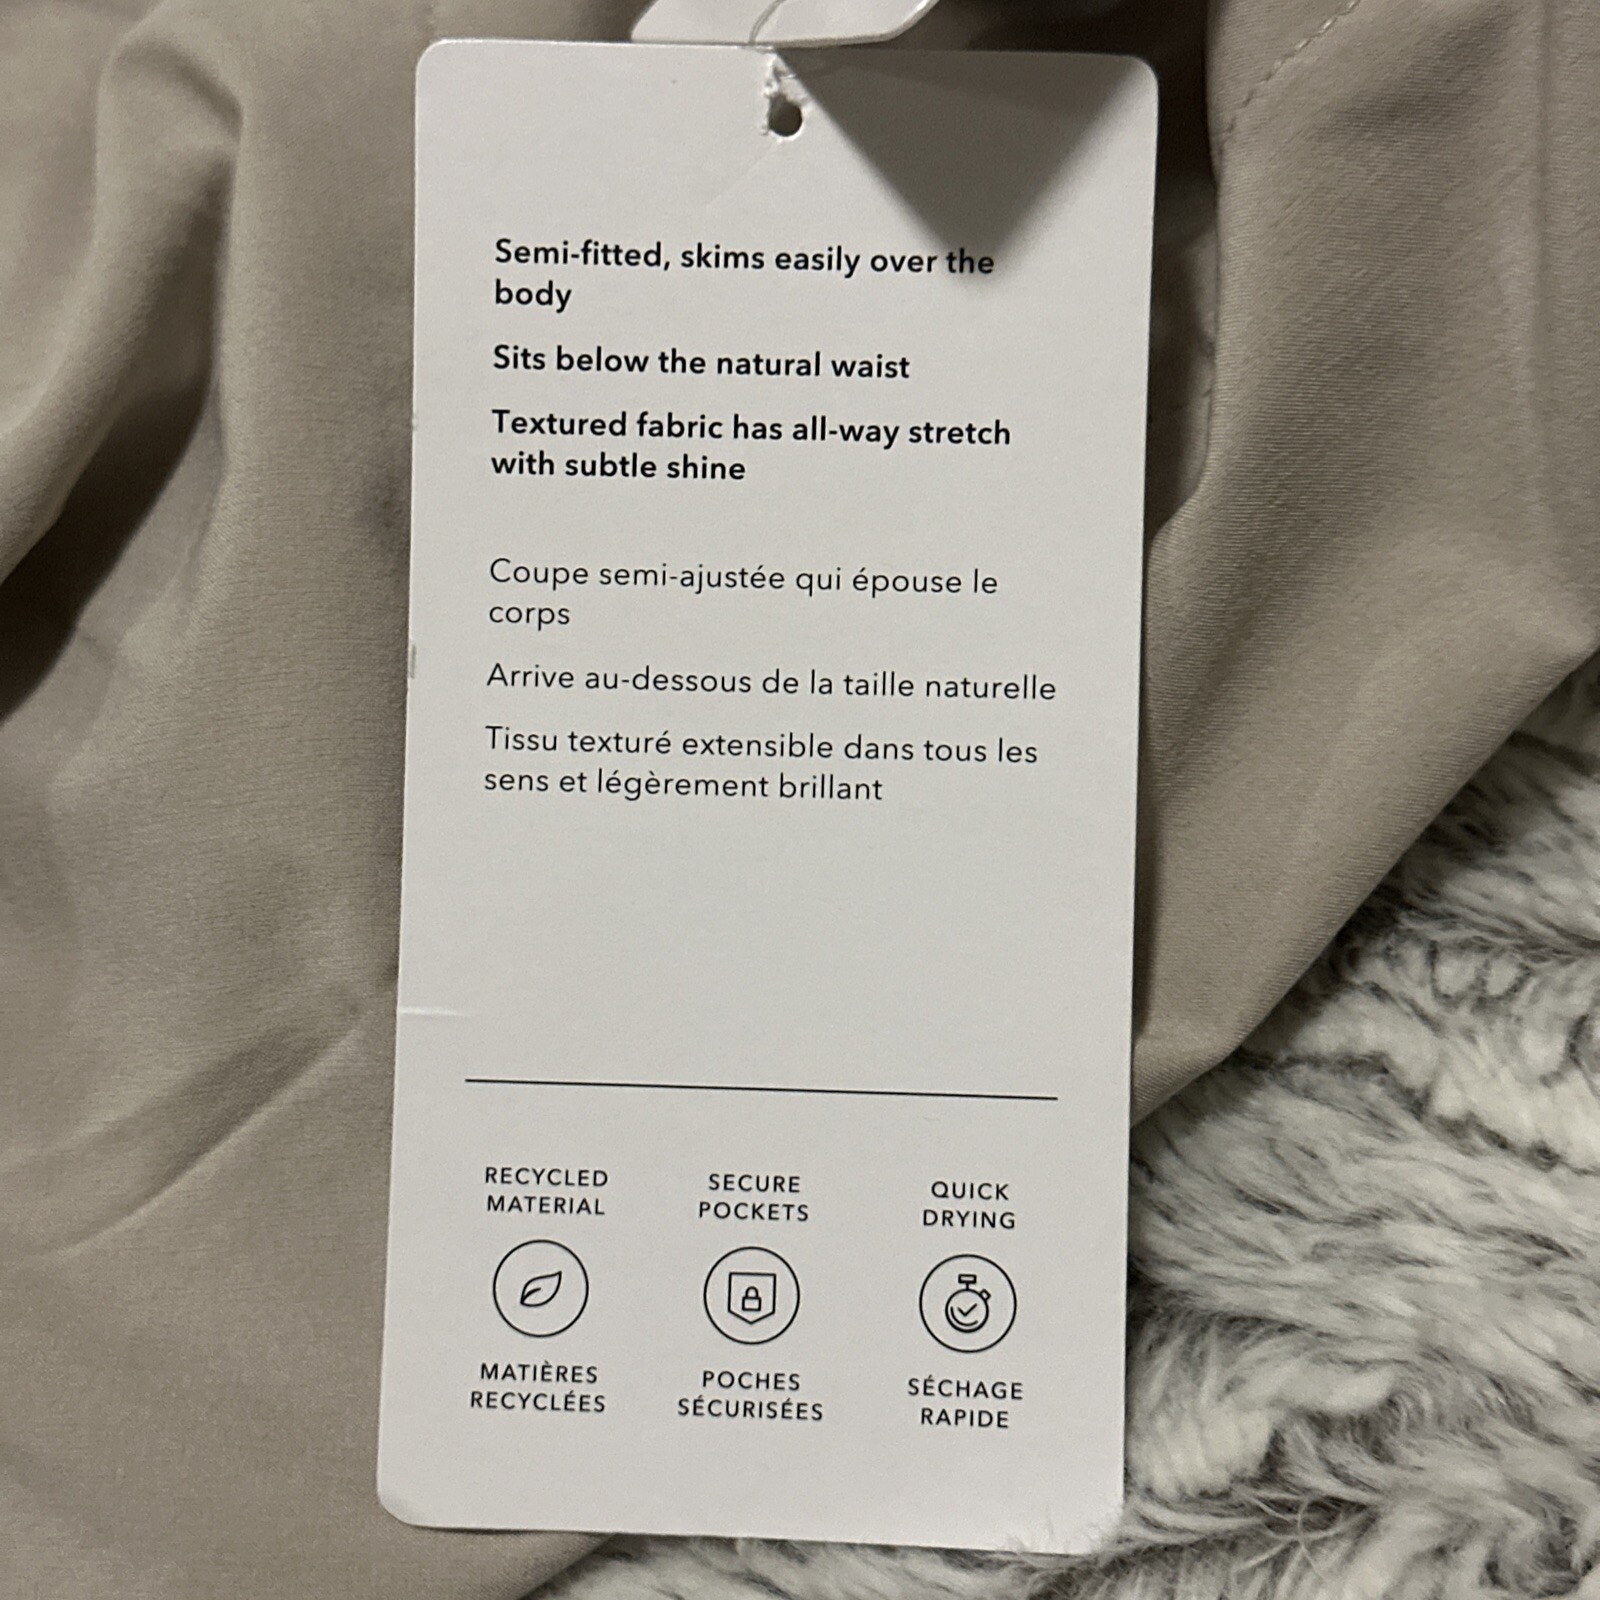 Semi-fitted, skims easily over the
body
Sits below the natural waist
Textured fabric has all-way stretch
with subtle shine
Coupe semi-ajustée qui épouse le
corps
Arrive au-dessous de la taille naturelle
Tissu texturé extensible dans tous les
sens et légèrement brillant
RECYCLED
MATERIAL
SECURE
POCKETS
QUICK
DRYING
MATIÈRES
RECYCLÉES
POCHES
SÉCURISÉES
SÉCHAGE
RAPIDE